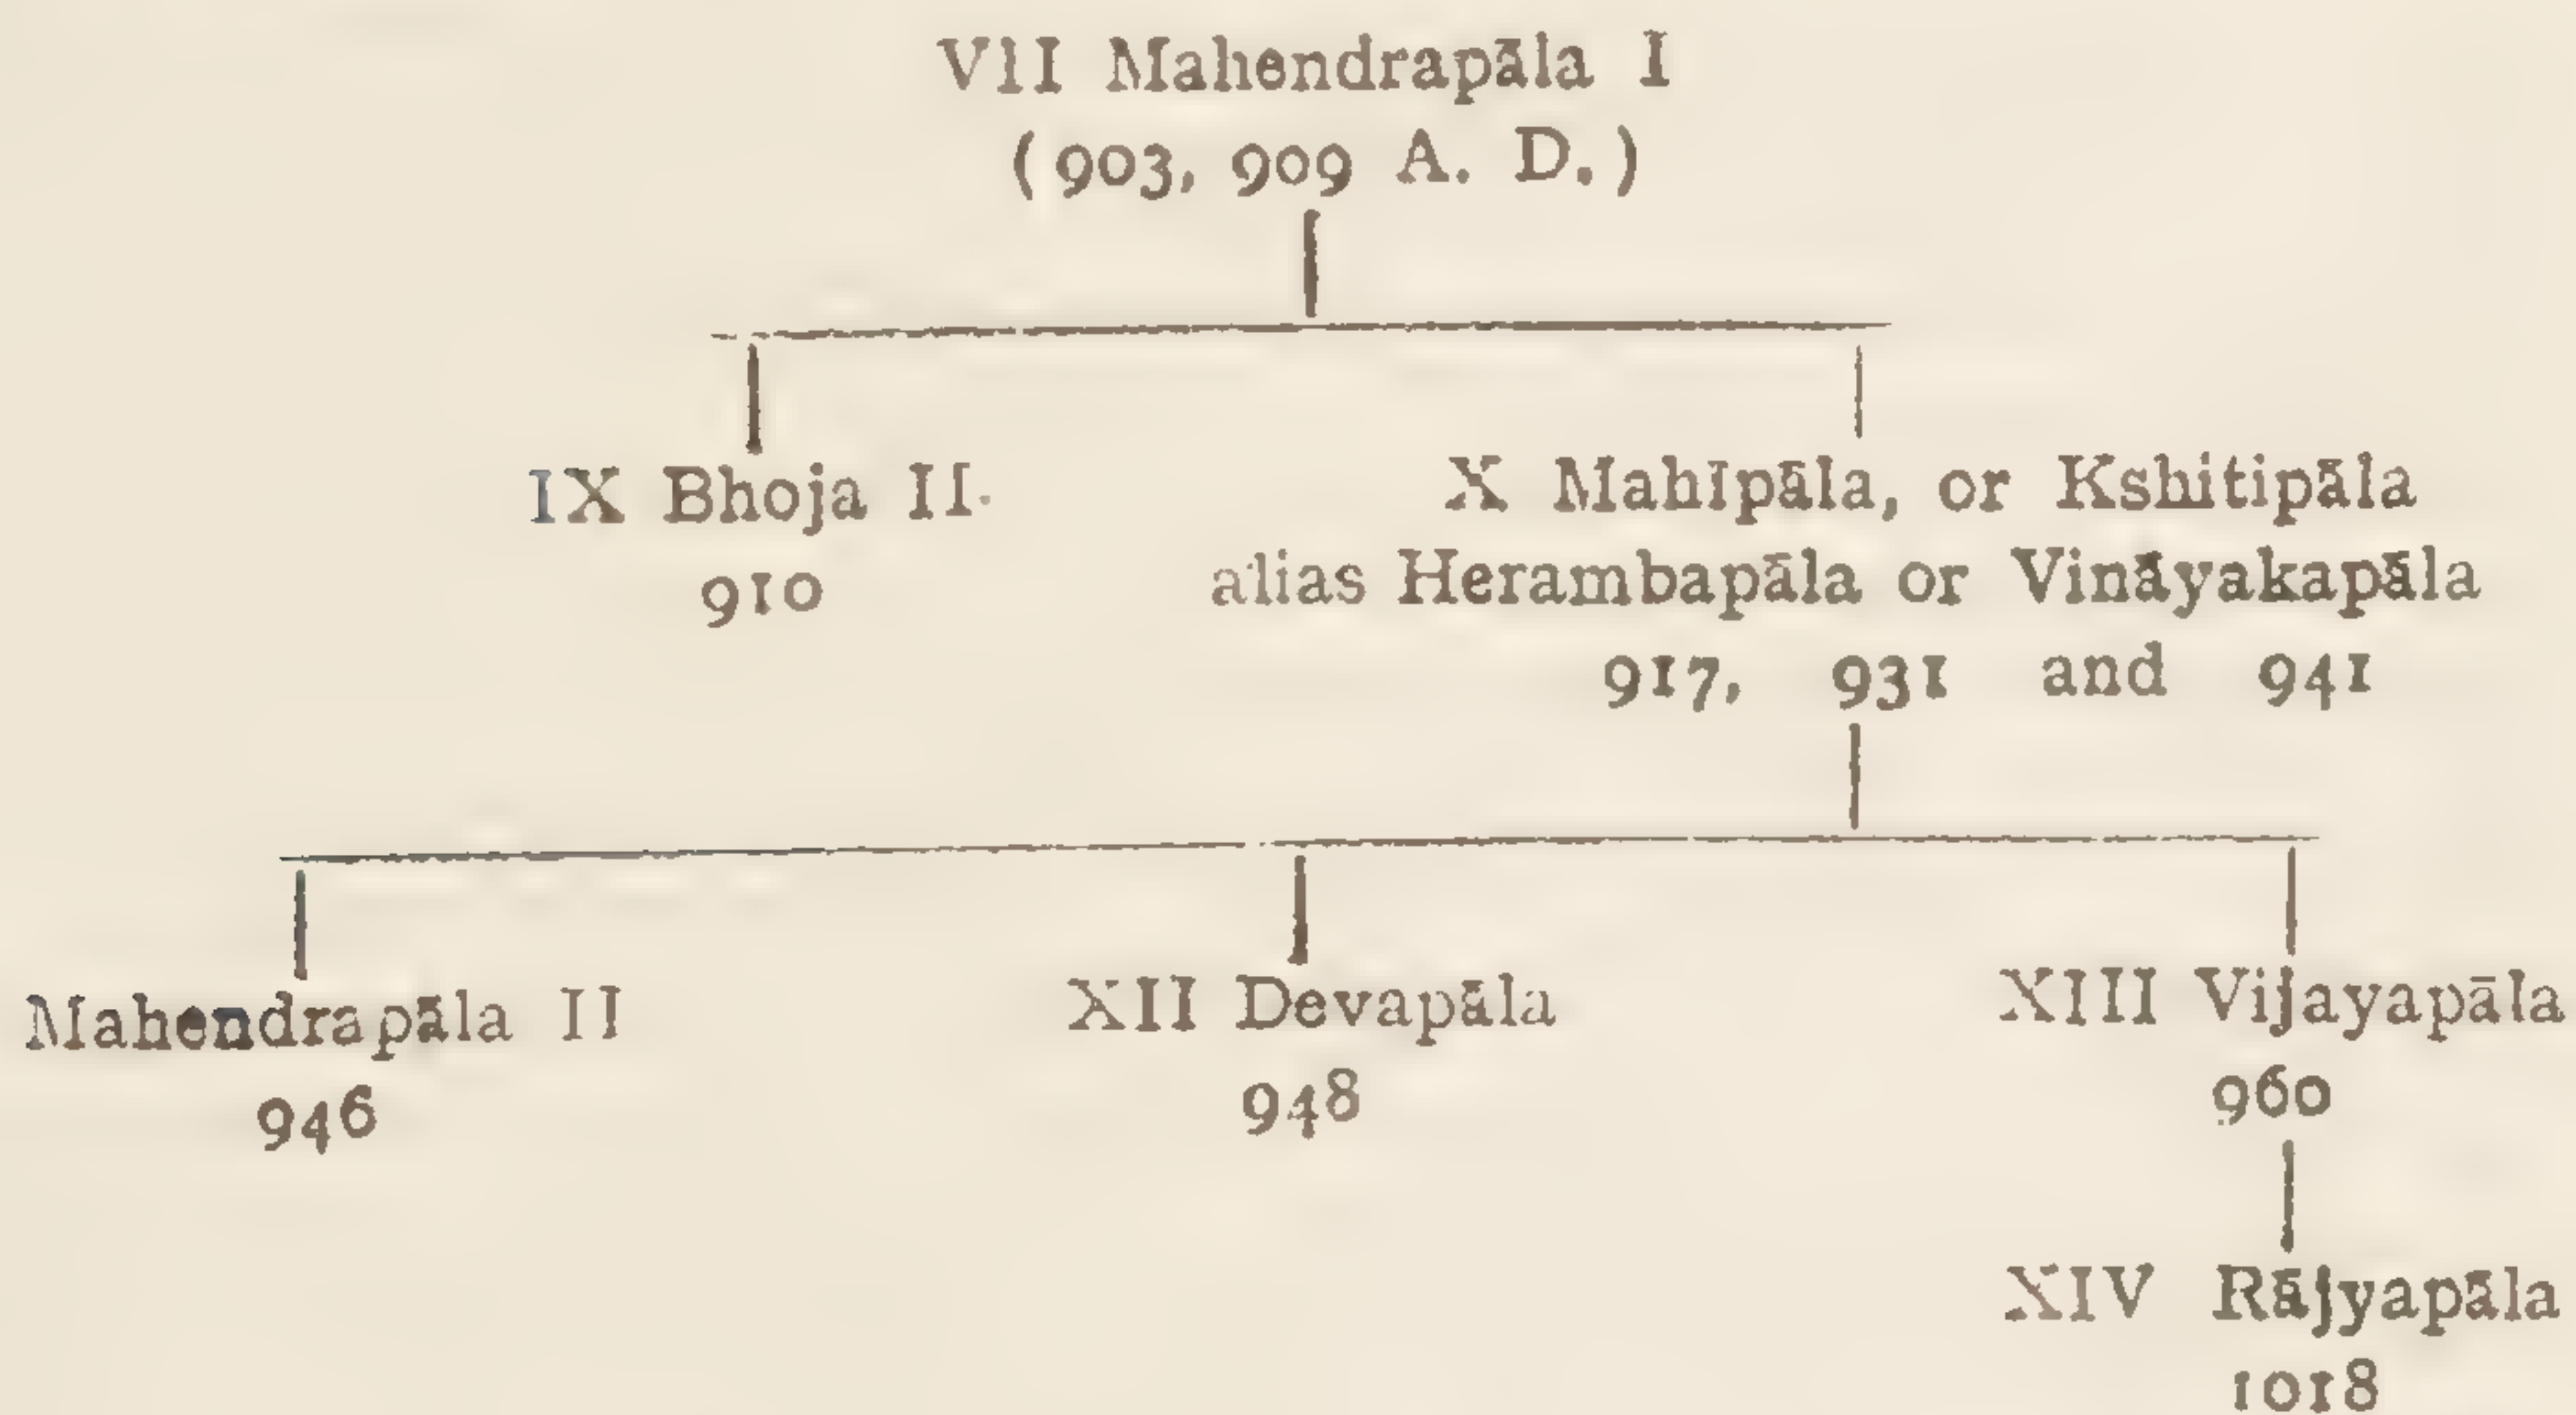 VII Mahendrapāla I
(903, 909 A. D.)
IX Bhoja II.
910
X Mahīpāla, or Kshitipāla
alias Herambapāla or Vināyakapāla
917, 931 and 941
Mahendrapāla II
946
XII Devapāla
948
XIII Vijayapāla
960
XIV Rājyapāla
1018